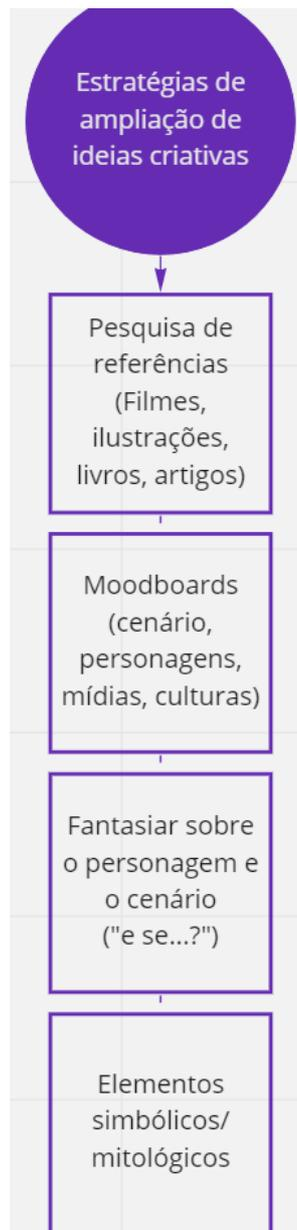 Estratégias de
ampliação de
ideias criativas
Pesquisa de
referências
(Filmes,
ilustrações,
livros, artigos)
Moodboards
(cenário,
personagens,
mídias, culturas)
Fantasiar sobre
o personagem e
o cenário
("e se...?")
Elementos
simbólicos/
mitológicos